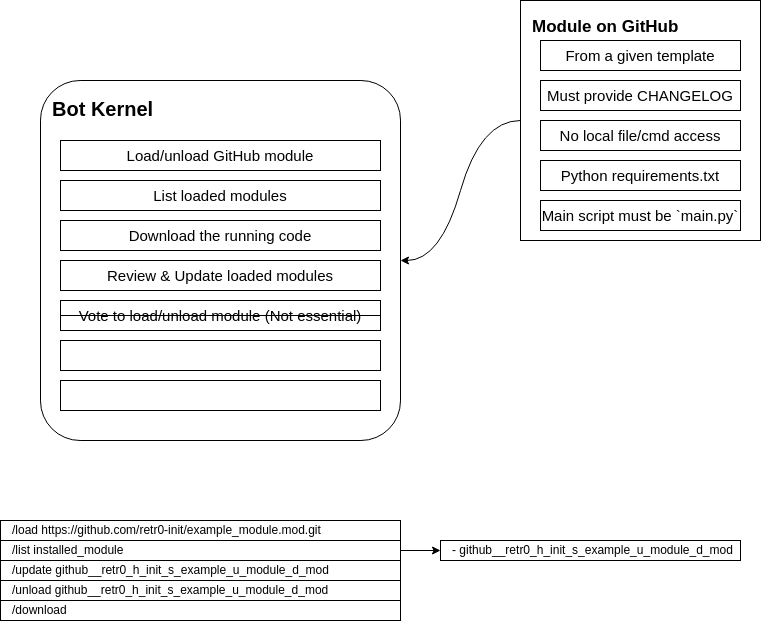 Module on GitHub
From a given template
Must provide CHANGELOG
No local file/cmd access
Python requirements.txt
Main script must be `main.py`
Bot Kernel
Load/unload GitHub module
List loaded modules
Download the running code
Review & Update loaded modules
Vote to load/unload module (Not essential)
/load https://github.com/retr0-init/example_module.mod.git
/list installed_module
- github__retr0_h_init_s_example_u_module_d_mod
/update github__retr0_h_init_s_example_u_module_d_mod
/unload github__retr0_h_init_s_example_u_module_d_mod
/download